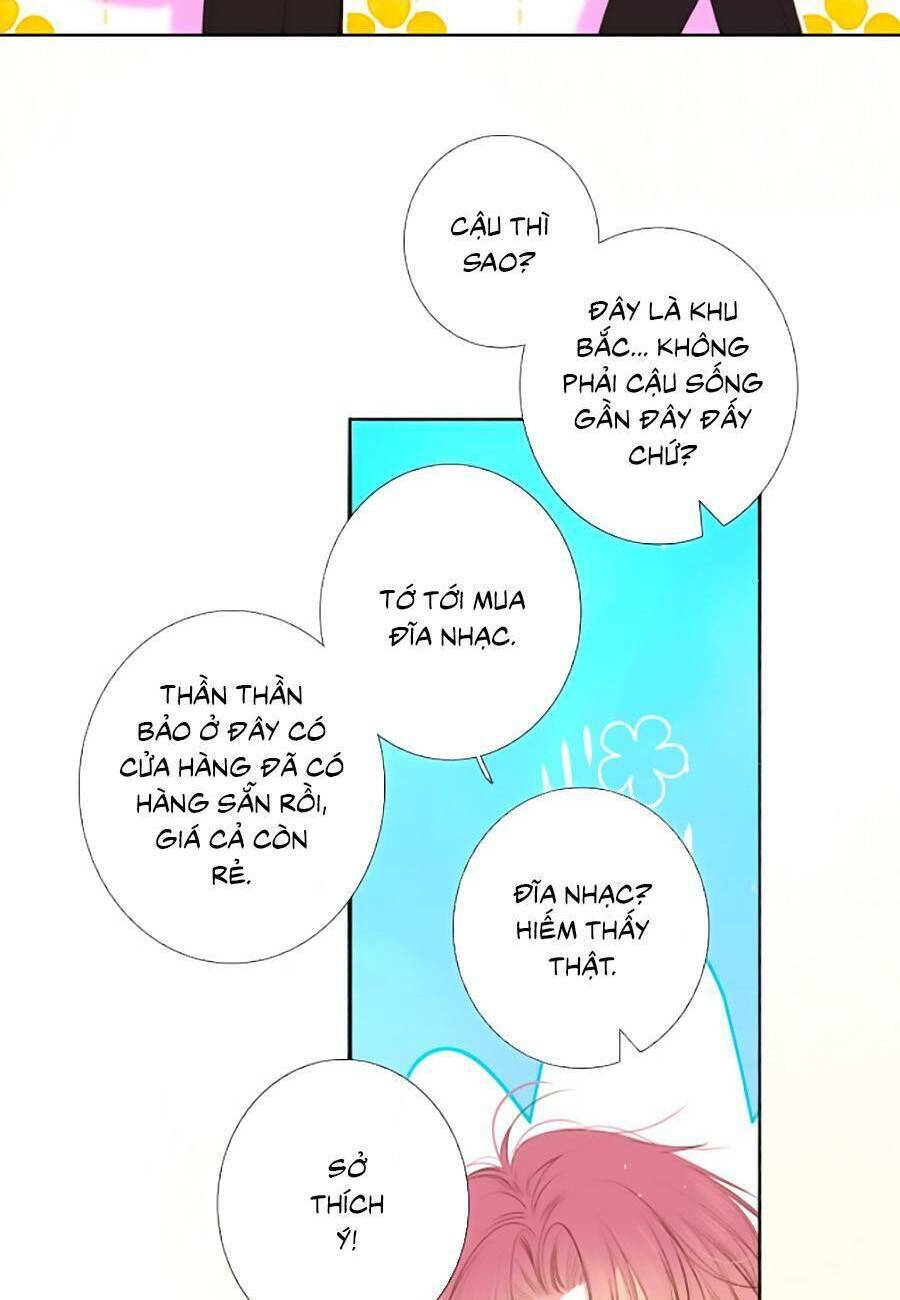 CẬU THÌ
SAO?
ĐÂY LÀ KHU
BẮC... KHÔNG
PHẢI CẬU SỐNG
GẦN ĐÂY ĐẤY
CHỨ?
TỚ TỚI MUA
ĐĨA NHẠC.
THẦN THẦN
BẢO Ở ĐÂY CÓ
CỬA HÀNG ĐÃ CÓ
HÀNG SẴN RỒI,
GIÁ CẢ CÒN
RẺ.
ĐĨA NHẠC?
HIẾM THẤY
THẬT.
SỞ
THÍCH
Ý!